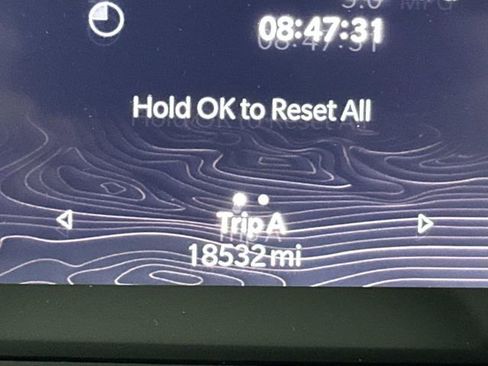 08:47:31
Hold OK to Reset All
Trip A
18532 mi